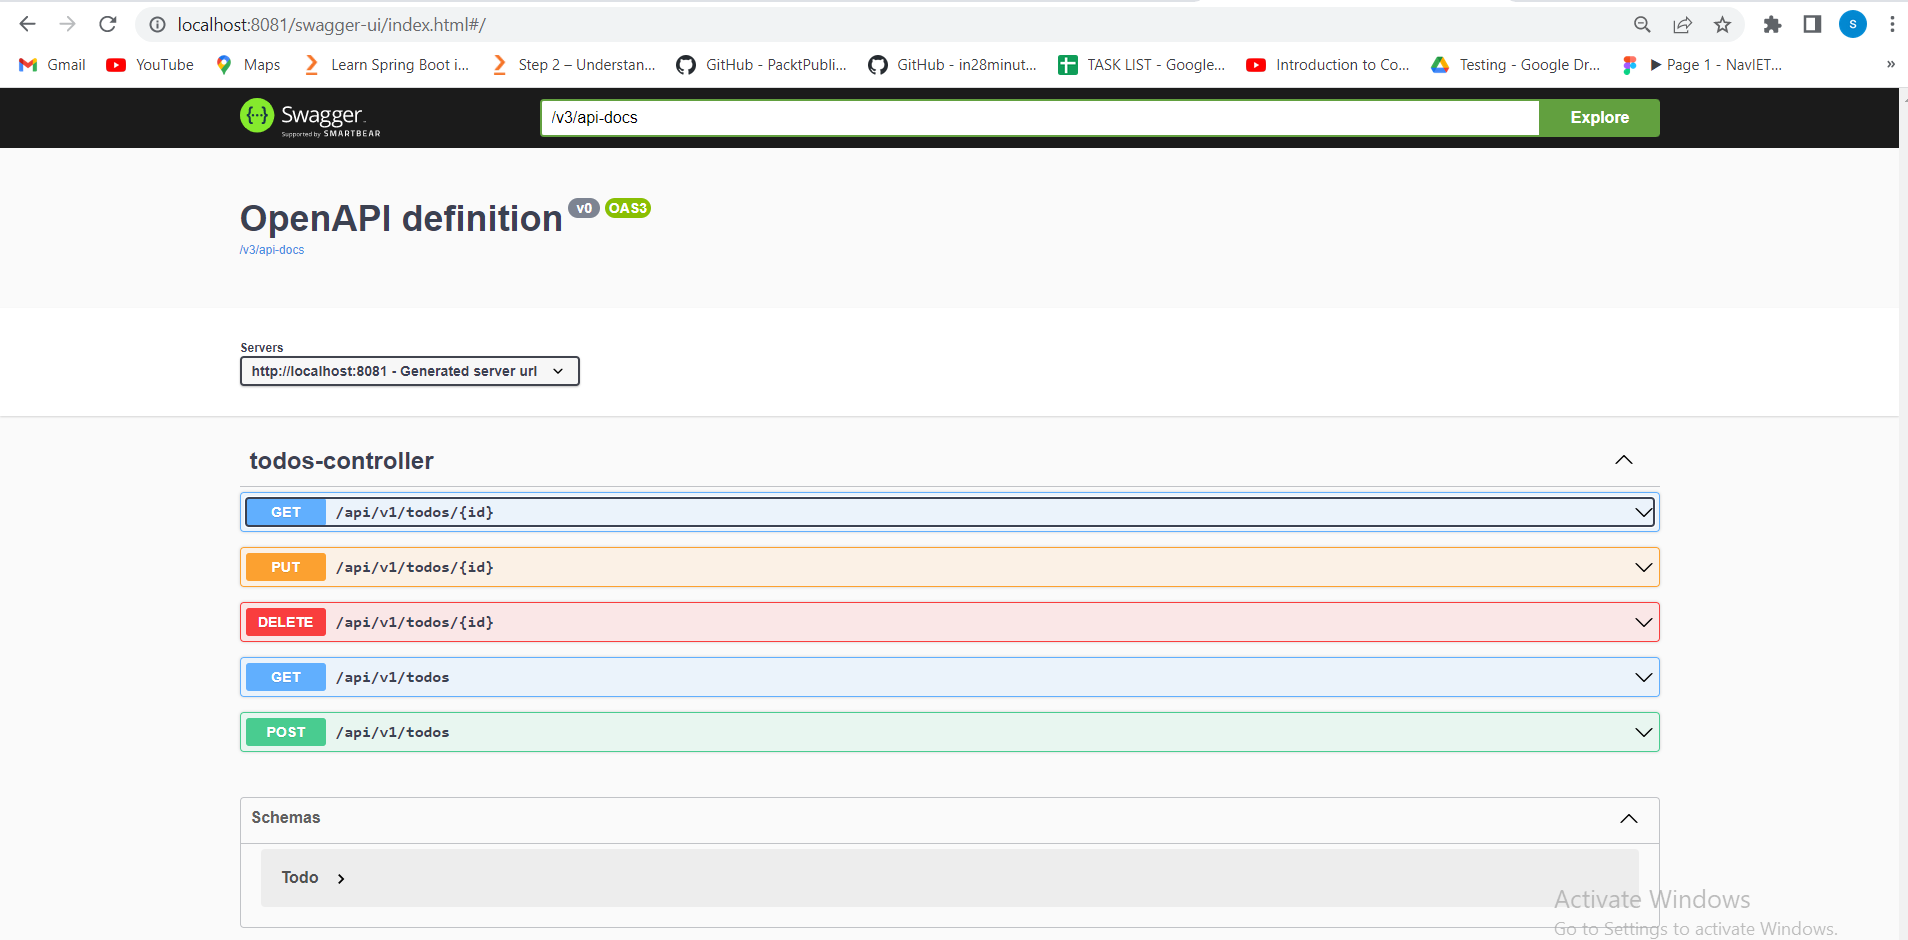 localhost:8081/swagger-ui/index.html#/
S
Gmail YouTube Maps Learn Spring Boot i... Step 2 – Understan... GitHub - PacktPubli... GitHub - in28minut... TASK LIST - Google... Introduction to Co... Testing - Google Dr... ▶ Page 1 - NavIET... »
{···} Swagger.
Supported by SMARTBEAR
/v3/api-docs
Explore
OpenAPI definition v0 OAS3
/v3/api-docs
Servers
http://localhost:8081 - Generated server url
todos-controller
GET /api/v1/todos/{id}
PUT /api/v1/todos/{id}
DELETE /api/v1/todos/{id}
GET /api/v1/todos
POST /api/v1/todos
Schemas
Todo
Activate Windows
Go to Settings to activate Windows.